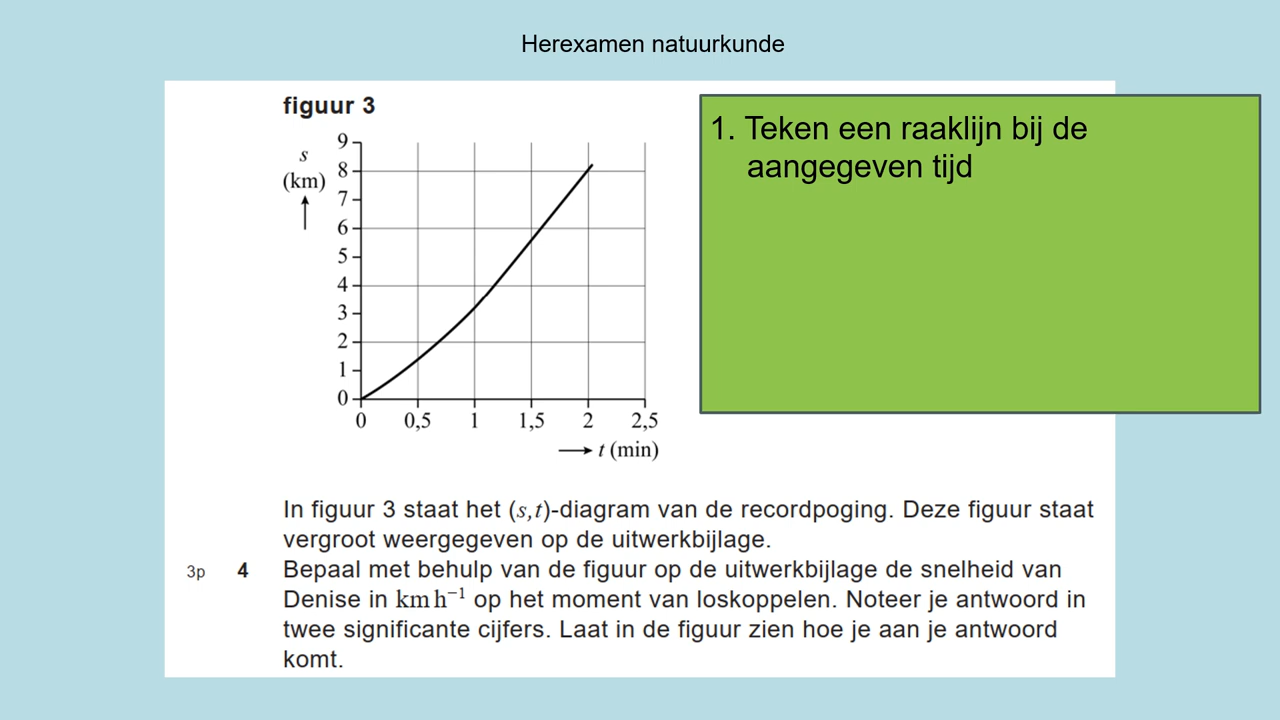 Herexamen natuurkunde
figuur 3
1. Teken een raaklijn bij de
aangegeven tijd
s
(km)
9
8
7
6
5
4
3
2
1
0
0 0,5 1 1,5 2 2,5
t (min)
In figuur 3 staat het (s,t)-diagram van de recordpoging. Deze figuur staat
vergroot weergegeven op de uitwerkbijlage.
3p 4 Bepaal met behulp van de figuur op de uitwerkbijlage de snelheid van
Denise in km h⁻¹ op het moment van loskoppelen. Noteer je antwoord in
twee significante cijfers. Laat in de figuur zien hoe je aan je antwoord
komt.